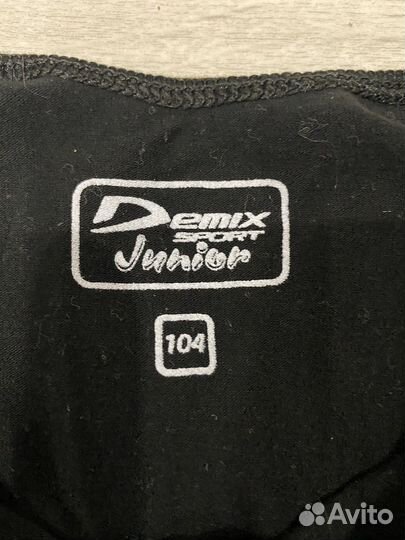 Demix
SPORT
Junior
104
Avito